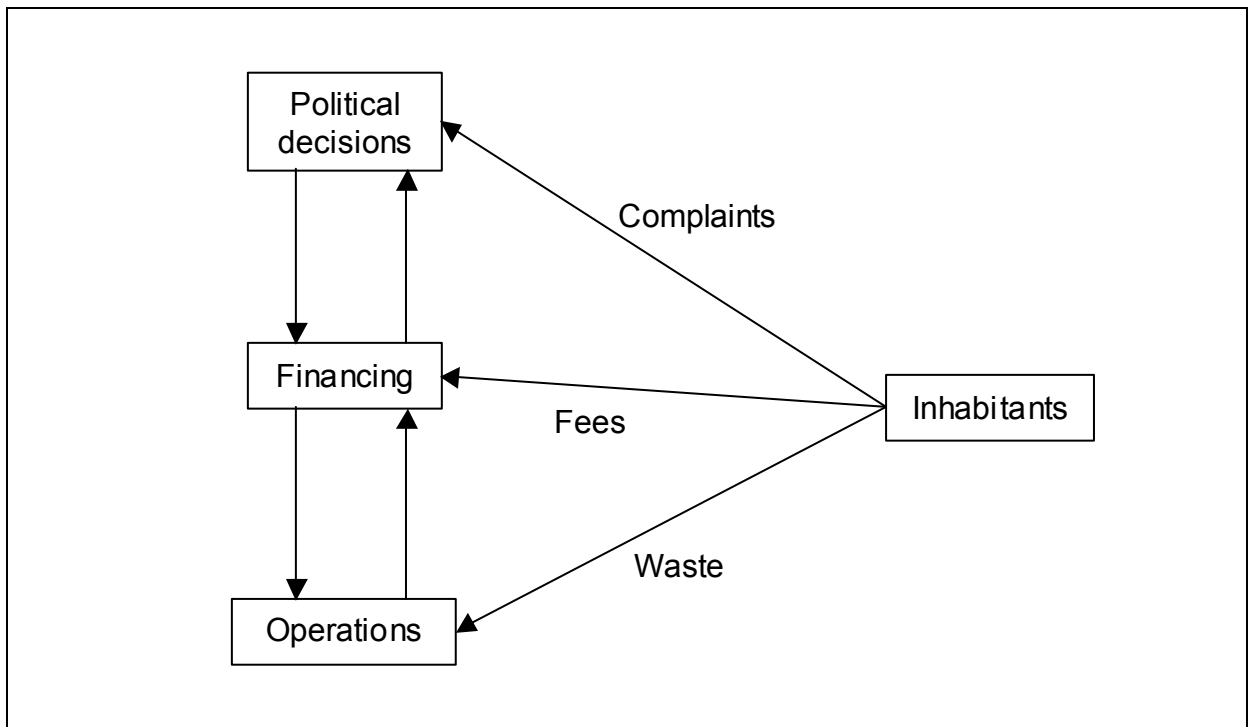 Political
decisions
Complaints
Financing
Fees
Inhabitants
Waste
Operations